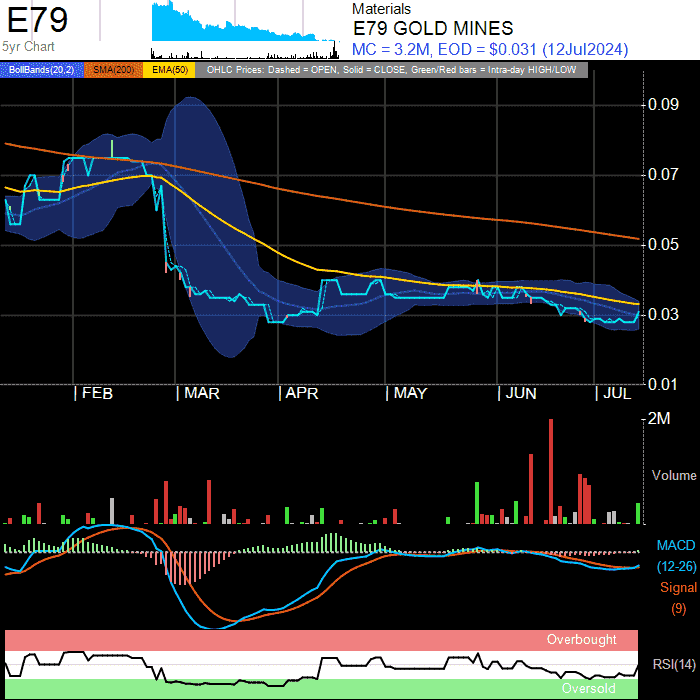 E79
5yr Chart
Materials
E79 GOLD MINES
MC = 3.2M, EOD = $0.031 (12Jul2024)
BollBands(20,2) SMA(200) EMA(50) OHLC Prices: Dashed = OPEN, Solid = CLOSE, Green/Red bars = Intra-day HIGH/LOW
0.09
0.07
0.05
0.03
0.01
| FEB | MAR | APR | MAY | JUN | JUL
2M
Volume
MACD
(12-26)
Signal
(9)
Overbought
RSI(14)
Oversold